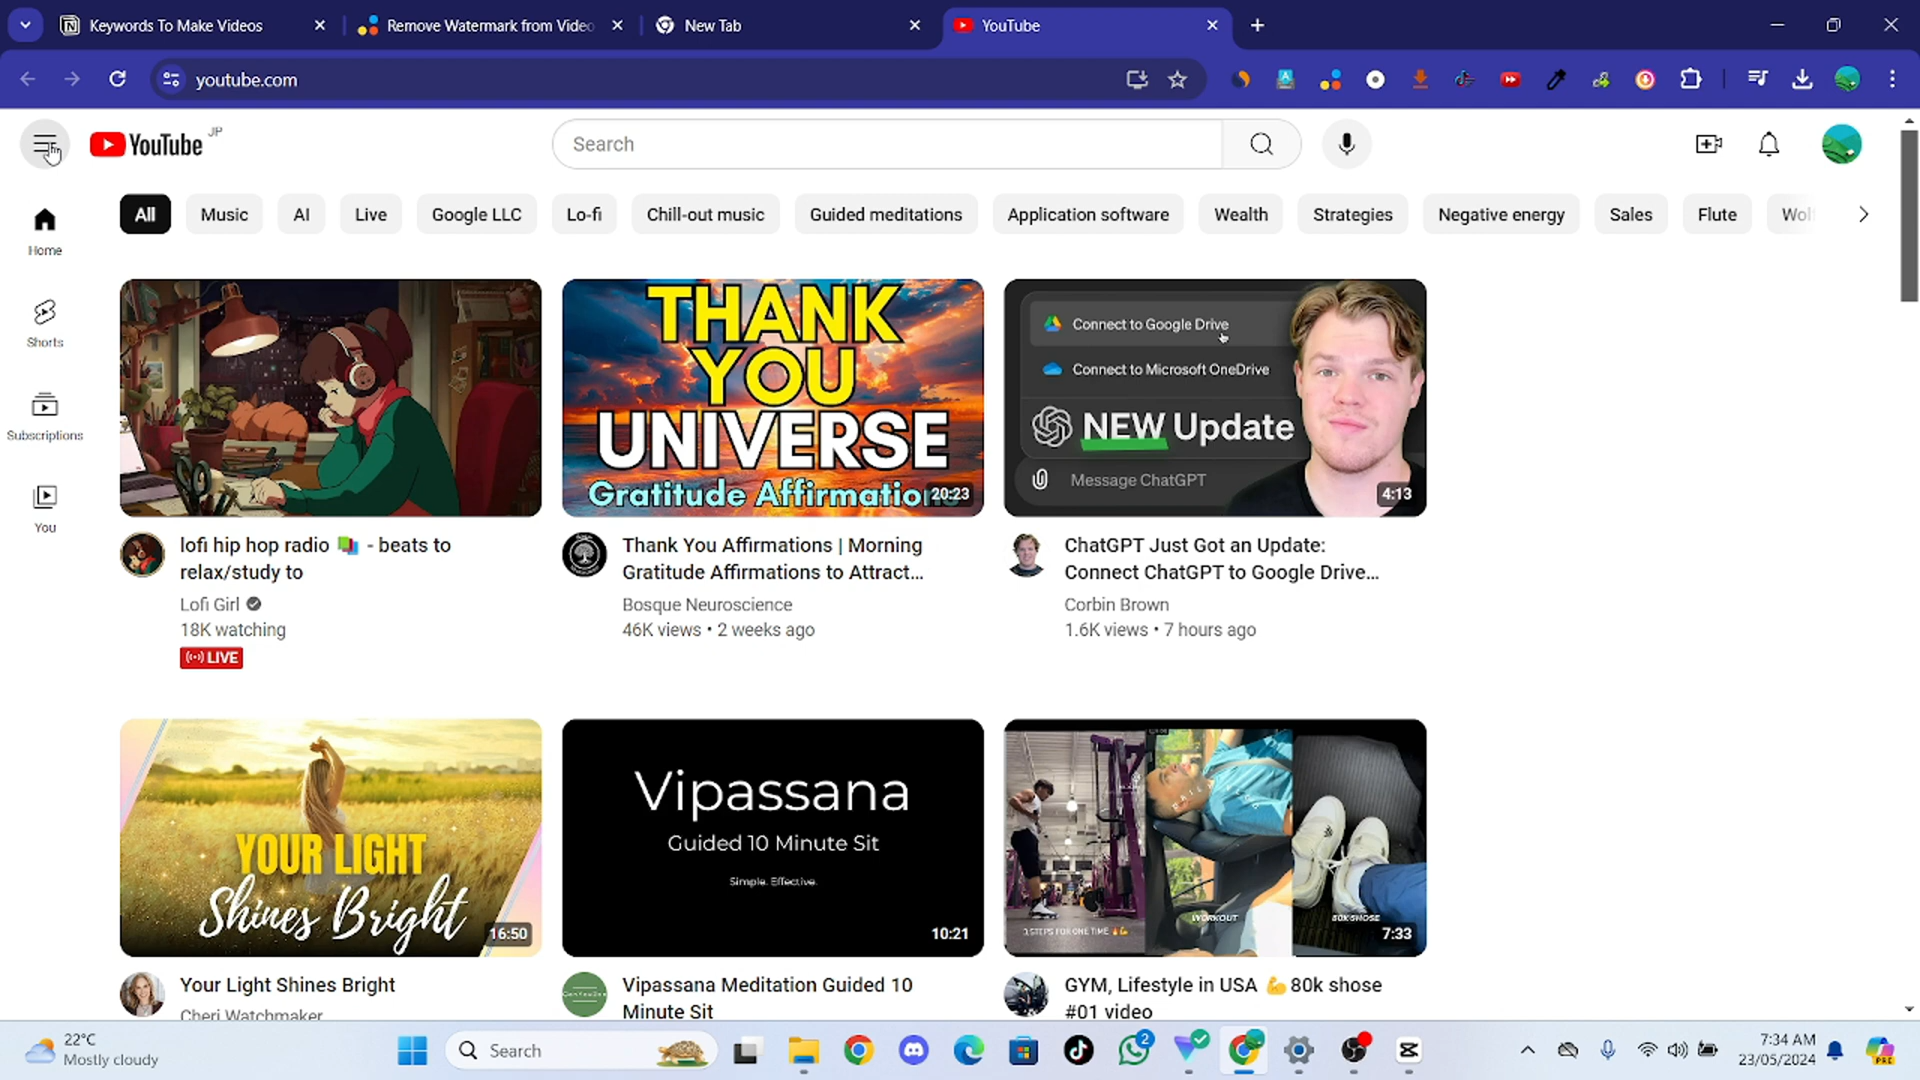 Keywords To Make Videos
Remove Watermark from Video
New Tab
YouTube
youtube.com
YouTube JP
Search
All
Music
AI
Live
Google LLC
Lo-fi
Chill-out music
Guided meditations
Application software
Wealth
Strategies
Negative energy
Sales
Flute
Wol
Home
Shorts
Subscriptions
You
THANK
YOU
UNIVERSE
Gratitude Affirmation
20:23
Connect to Google Drive
Connect to Microsoft OneDrive
NEW Update
Message ChatGPT
4:13
lofi hip hop radio 📚 - beats to
relax/study to
Lofi Girl
18K watching
LIVE
Thank You Affirmations | Morning
Gratitude Affirmations to Attract...
Bosque Neuroscience
46K views • 2 weeks ago
ChatGPT Just Got an Update:
Connect ChatGPT to Google Drive...
Corbin Brown
1.6K views • 7 hours ago
YOUR LIGHT
Shines Bright
16:50
Vipassana
Guided 10 Minute Sit
Simple. Effective.
10:21
WORKOUT
80K SHOSE
7:33
Your Light Shines Bright
Cheri Watchmaker
Vipassana Meditation Guided 10
Minute Sit
GYM, Lifestyle in USA 💪 80k shose
#01 video
22°C
Mostly cloudy
Search
2
PRE
7:34 AM
23/05/2024